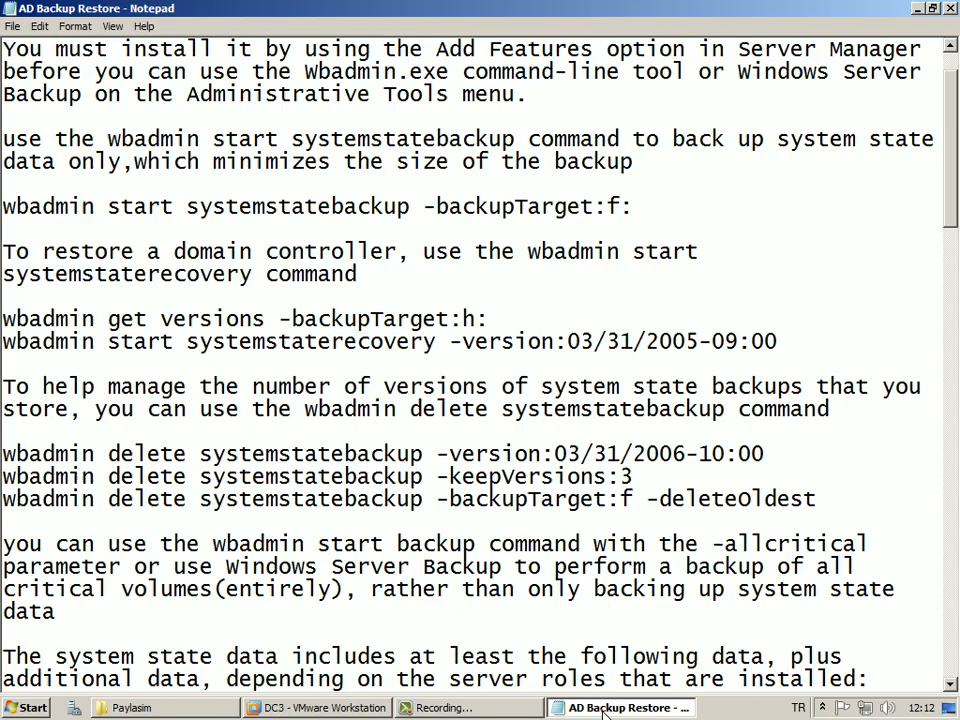 AD Backup Restore - Notepad
File Edit Format View Help
You must install it by using the Add Features option in Server Manager
before you can use the Wbadmin.exe command-line tool or Windows Server
Backup on the Administrative Tools menu.
use the wbadmin start systemstatebackup command to back up system state
data only,which minimizes the size of the backup
wbadmin start systemstatebackup -backupTarget:f:
To restore a domain controller, use the wbadmin start
systemstaterecovery command
wbadmin get versions -backupTarget:h:
wbadmin start systemstaterecovery -version:03/31/2005-09:00
To help manage the number of versions of system state backups that you
store, you can use the wbadmin delete systemstatebackup command
wbadmin delete systemstatebackup -version:03/31/2006-10:00
wbadmin delete systemstatebackup -keepVersions:3
wbadmin delete systemstatebackup -backupTarget:f -deleteOldest
you can use the wbadmin start backup command with the -allcritical
parameter or use Windows Server Backup to perform a backup of all
critical volumes(entirely), rather than only backing up system state
data
The system state data includes at least the following data, plus
additional data, depending on the server roles that are installed:
Start Paylasim DC3 - VMware Workstation Recording... AD Backup Restore - ... TR 12:12